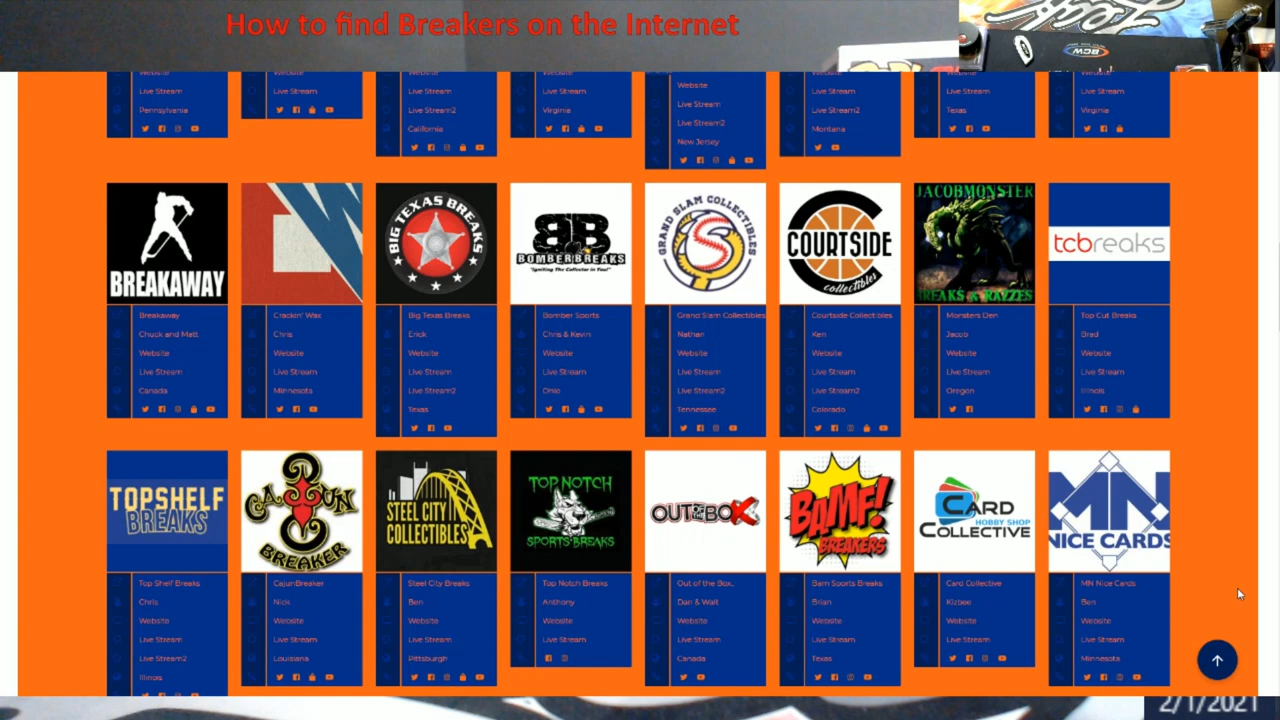 How to find Breakers on the Internet
BCW
Website
Live Stream
Pennsylvania
Website
Live Stream
Website
Live Stream
Live Stream2
California
Website
Live Stream
Virginia
Website
Live Stream
Live Stream2
New Jersey
Website
Live Stream
Live Stream2
Montana
Website
Live Stream
Texas
Website
Live Stream
Virginia
BREAKAWAY
Breakaway
Chuck and Matt
Website
Live Stream
Canada
Crackin' Wax
Chris
Website
Live Stream
Minnesota
BIG TEXAS BREAKS
Big Texas Breaks
Erick
Website
Live Stream
Live Stream2
Texas
BB
BOMBER BREAKS
"Igniting The Collector in You!"
Bomber Sports
Chris & Kevin
Website
Live Stream
Ohio
GRAND SLAM COLLECTIBLES
Grand Slam Collectibles
Nathan
Website
Live Stream
Live Stream2
Tennessee
COURTSIDE
collectibles
Courtside Collectibles
Ken
Website
Live Stream
Live Stream2
Colorado
JACOBMONSTER
BREAKS & RAZZES
Monsters Den
Jacob
Website
Live Stream
Oregon
tcbreaks
Top Cut Breaks
Brad
Website
Live Stream
Illinois
TOPSHELF
BREAKS
Top Shelf Breaks
Chris
Website
Live Stream
Live Stream2
Illinois
CAJUN
BREAKER
CajunBreaker
Nick
Website
Live Stream
Louisiana
STEEL CITY
COLLECTIBLES
Steel City Breaks
Ben
Website
Live Stream
Pittsburgh
TOP NOTCH
SPORTS BREAKS
Top Notch Breaks
Anthony
Website
Live Stream
OUT OF THE BOX
Out of the Box..
Dan & Walt
Website
Live Stream
Canada
BAMF!
BREAKERS
Bam Sports Breaks
Brian
Website
Live Stream
Texas
CARD
HOBBY SHOP
COLLECTIVE
Card Collective
Kizbee
Website
Live Stream
MN
NICE CARDS
MN Nice Cards
Ben
Website
Live Stream
Minnesota
2/1/2021